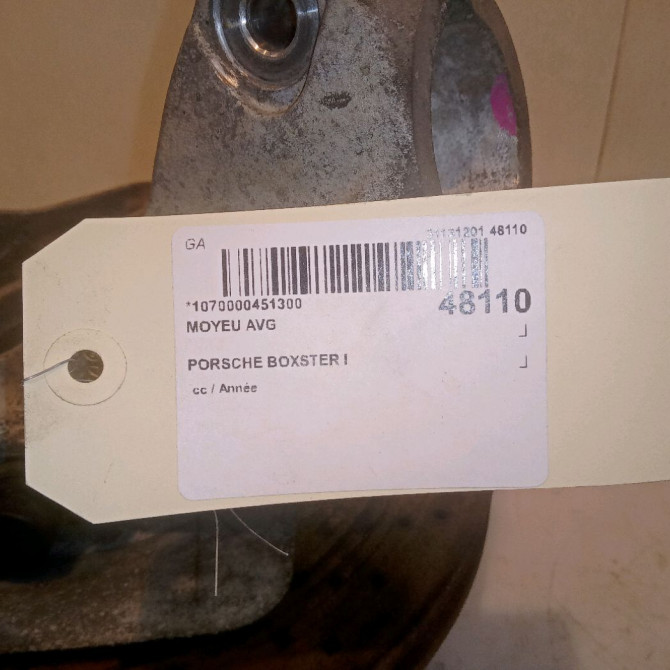 GA
48110
*1070000451300
48110
MOYEU AVG
PORSCHE BOXSTER I
cc / Année